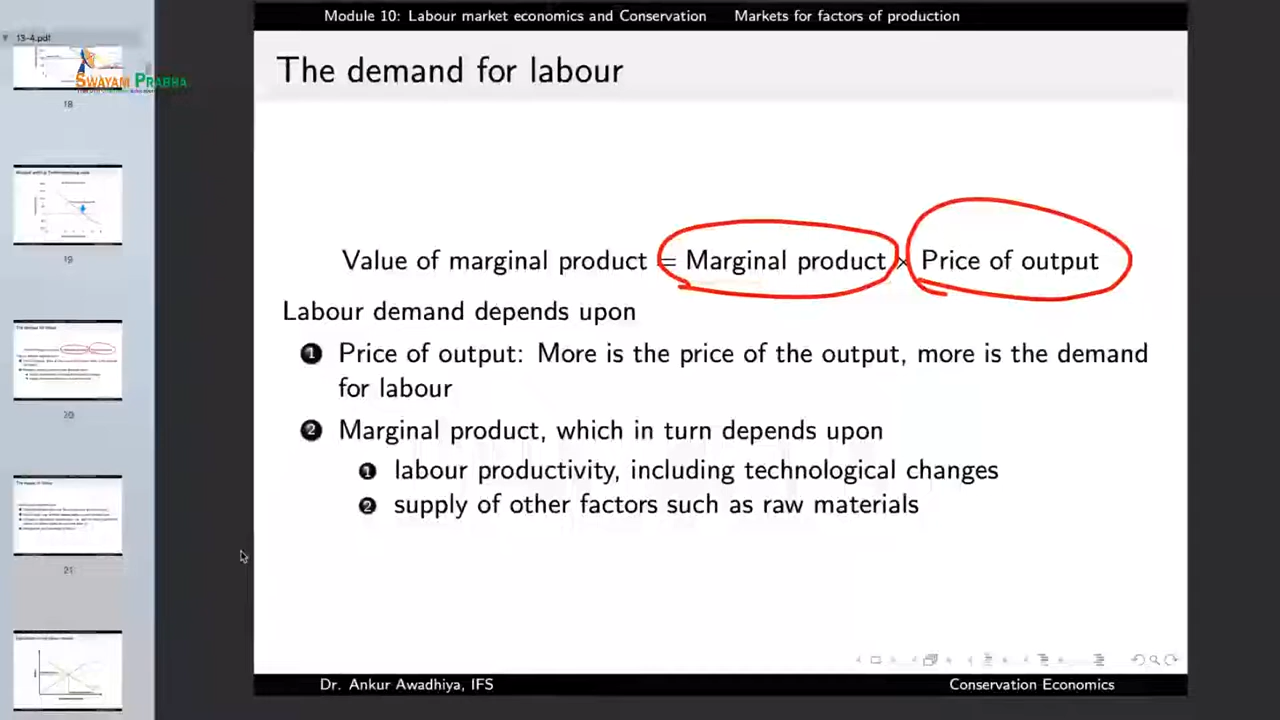 Module 10: Labour market economics and Conservation Markets for factors of production
13-4.pdf
SWAYAM PRABHA
18
19
20
21
The demand for labour
Value of marginal product = Marginal product × Price of output
Labour demand depends upon
1 Price of output: More is the price of the output, more is the demand
for labour
2 Marginal product, which in turn depends upon
1 labour productivity, including technological changes
2 supply of other factors such as raw materials
Dr. Ankur Awadhiya, IFS Conservation Economics